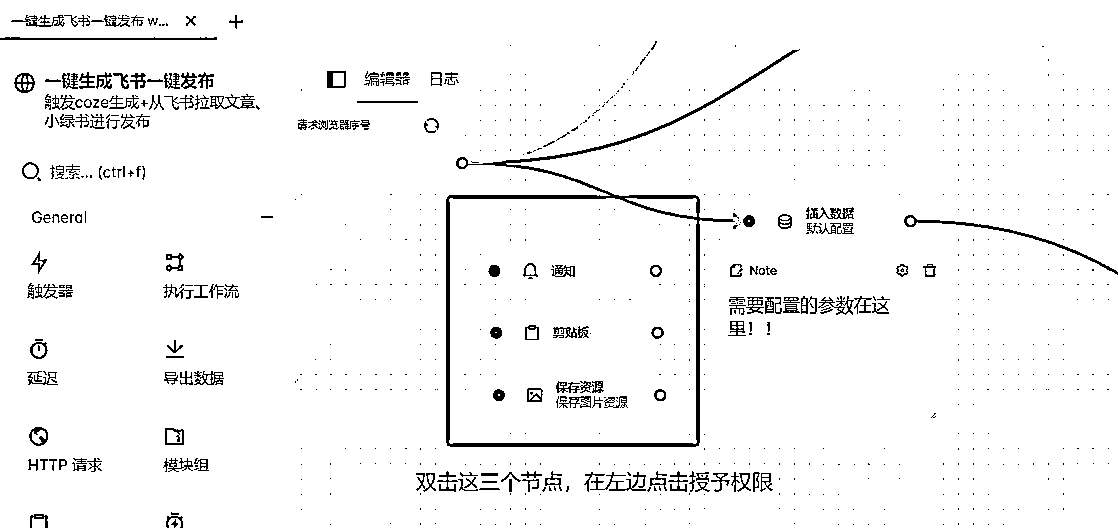 一键生成飞书一键发布 w...
一键生成飞书一键发布
触发coze生成+从飞书拉取文章、
小绿书进行发布
搜索... (ctrl+f)
General
触发器
执行工作流
延迟
导出数据
HTTP 请求
模块组
编辑器
日志
请求浏览器序号
插入数据
默认配置
通知
剪贴板
保存资源
保存图片资源
Note
需要配置的参数在这
里！！
双击这三个节点，在左边点击授予权限